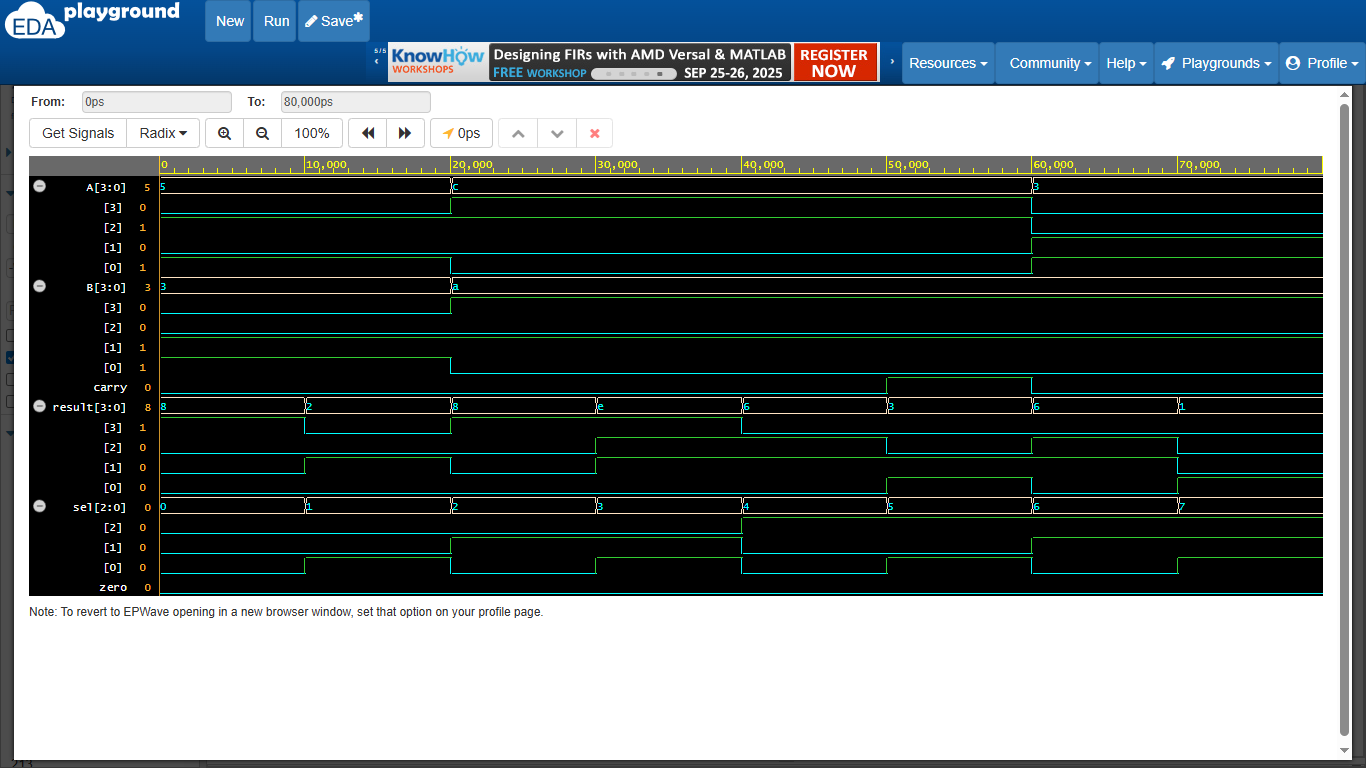 EDA playground
New Run Save*
5/5 KnowHow WORKSHOPS Designing FIRs with AMD Versal & MATLAB REGISTER NOW
FREE WORKSHOP SEP 25-26, 2025
Resources Community Help Playgrounds Profile
From: 0ps To: 80,000ps
Get Signals Radix 100% 0ps
0 10,000 20,000 30,000 40,000 50,000 60,000 70,000
A[3:0] 5 5 c 3
[3] 0
[2] 1
[1] 0
[0] 1
B[3:0] 3 3 a
[3] 0
[2] 0
[1] 1
[0] 1
carry 0
result[3:0] 8 8 2 8 e 6 3 6 1
[3] 1
[2] 0
[1] 0
[0] 0
sel[2:0] 0 0 1 2 3 4 5 6 7
[2] 0
[1] 0
[0] 0
zero 0
Note: To revert to EPWave opening in a new browser window, set that option on your profile page.